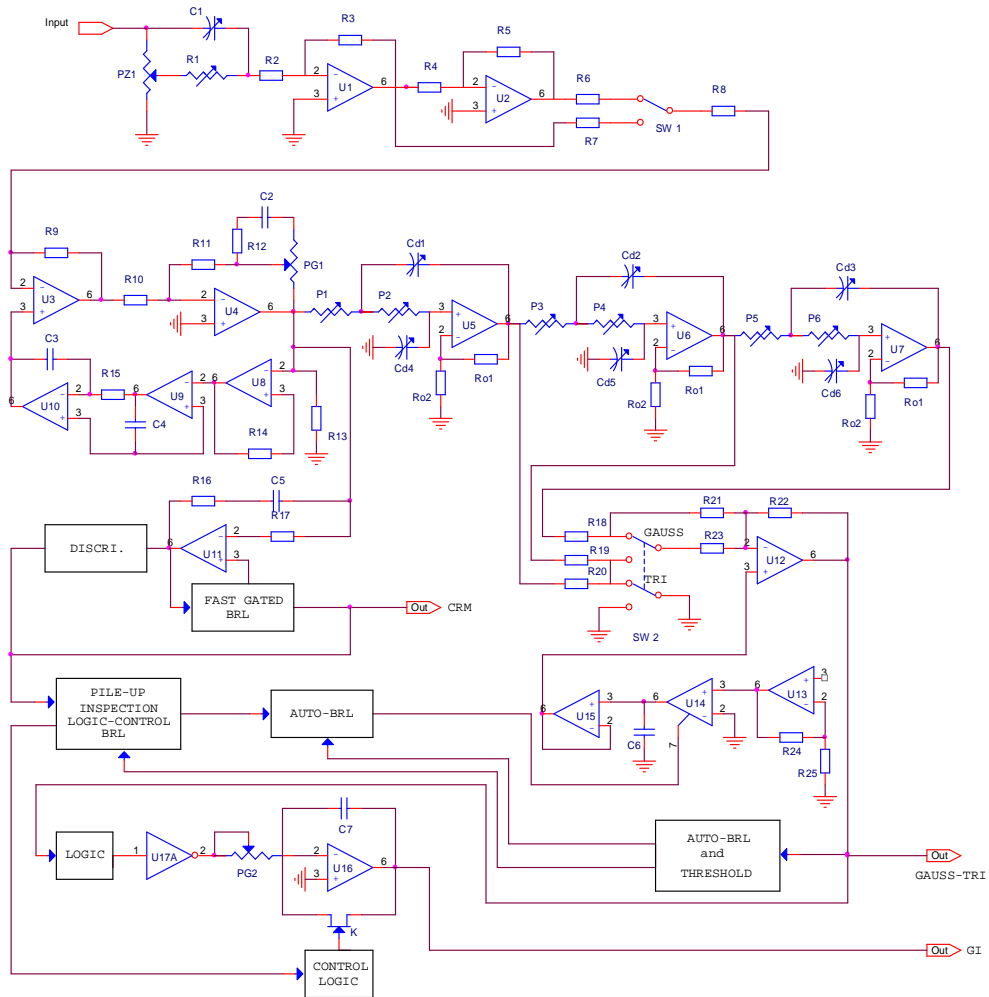 Input
C1
R3
R5
PZ1
R1
R2
2
3
6
U1
R4
2
3
6
U2
R6
R7
SW 1
R8
R9
2
3
6
U3
R10
R11
R12
C2
PG1
2
3
6
U4
P1
P2
Cd1
Cd4
3
2
6
U5
Ro1
Ro2
P3
P4
Cd2
Cd5
3
2
6
U6
Ro1
Ro2
P5
P6
Cd3
Cd6
3
2
6
U7
Ro1
Ro2
C3
R15
2
3
6
U10
C4
2
3
6
U9
2
3
6
U8
R14
R13
R16
C5
R17
2
3
6
U11
DISCRI.
FAST GATED
BRL
Out
CRM
R18
R19
R20
GAUSS
TRI
SW 2
R21
R22
R23
2
3
6
U12
PILE-UP
INSPECTION
LOGIC-CONTROL
BRL
AUTO-BRL
3
2
6
U15
C6
3
2
6
7
U14
3
2
6
U13
R24
R25
LOGIC
1
2
U17A
PG2
C7
2
3
6
U16
K
CONTROL
LOGIC
AUTO-BRL
and
THRESHOLD
Out
GAUSS-TRI
Out
GI